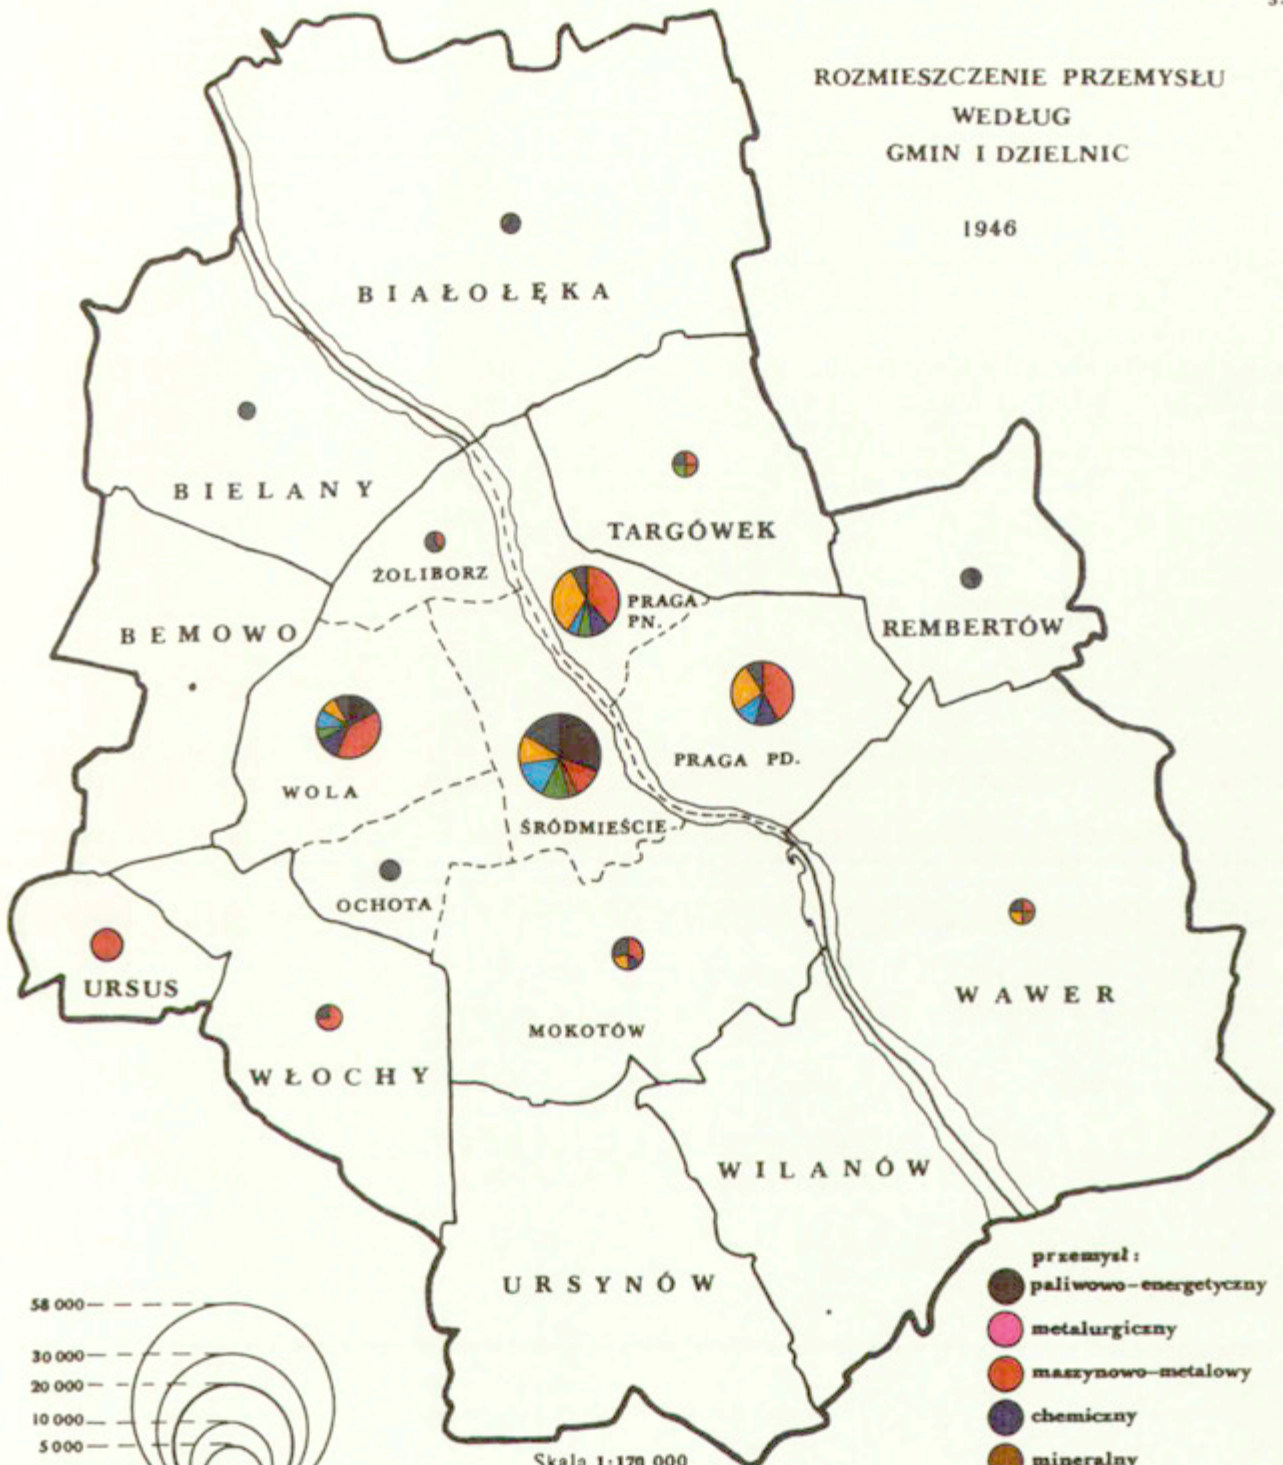 ROZMIESZCZENIE PRZEMYSŁU
WEDŁUG
GMIN I DZIELNIC
1946
BIAŁOŁĘKA
BIELANY
TARGÓWEK
ŻOLIBORZ
PRAGA
PN.
REMBERTÓW
BEMOWO
PRAGA PD.
WOLA
ŚRÓDMIEŚCIE
OCHOTA
URSUS
WAWER
MOKOTÓW
WŁOCHY
WILANÓW
URSYNÓW
przemysł:
paliwowo-energetyczny
metalurgiczny
maszynowo-metalowy
chemiczny
mineralny
58 000
30 000
20 000
10 000
5 000
Skala 1:170 000